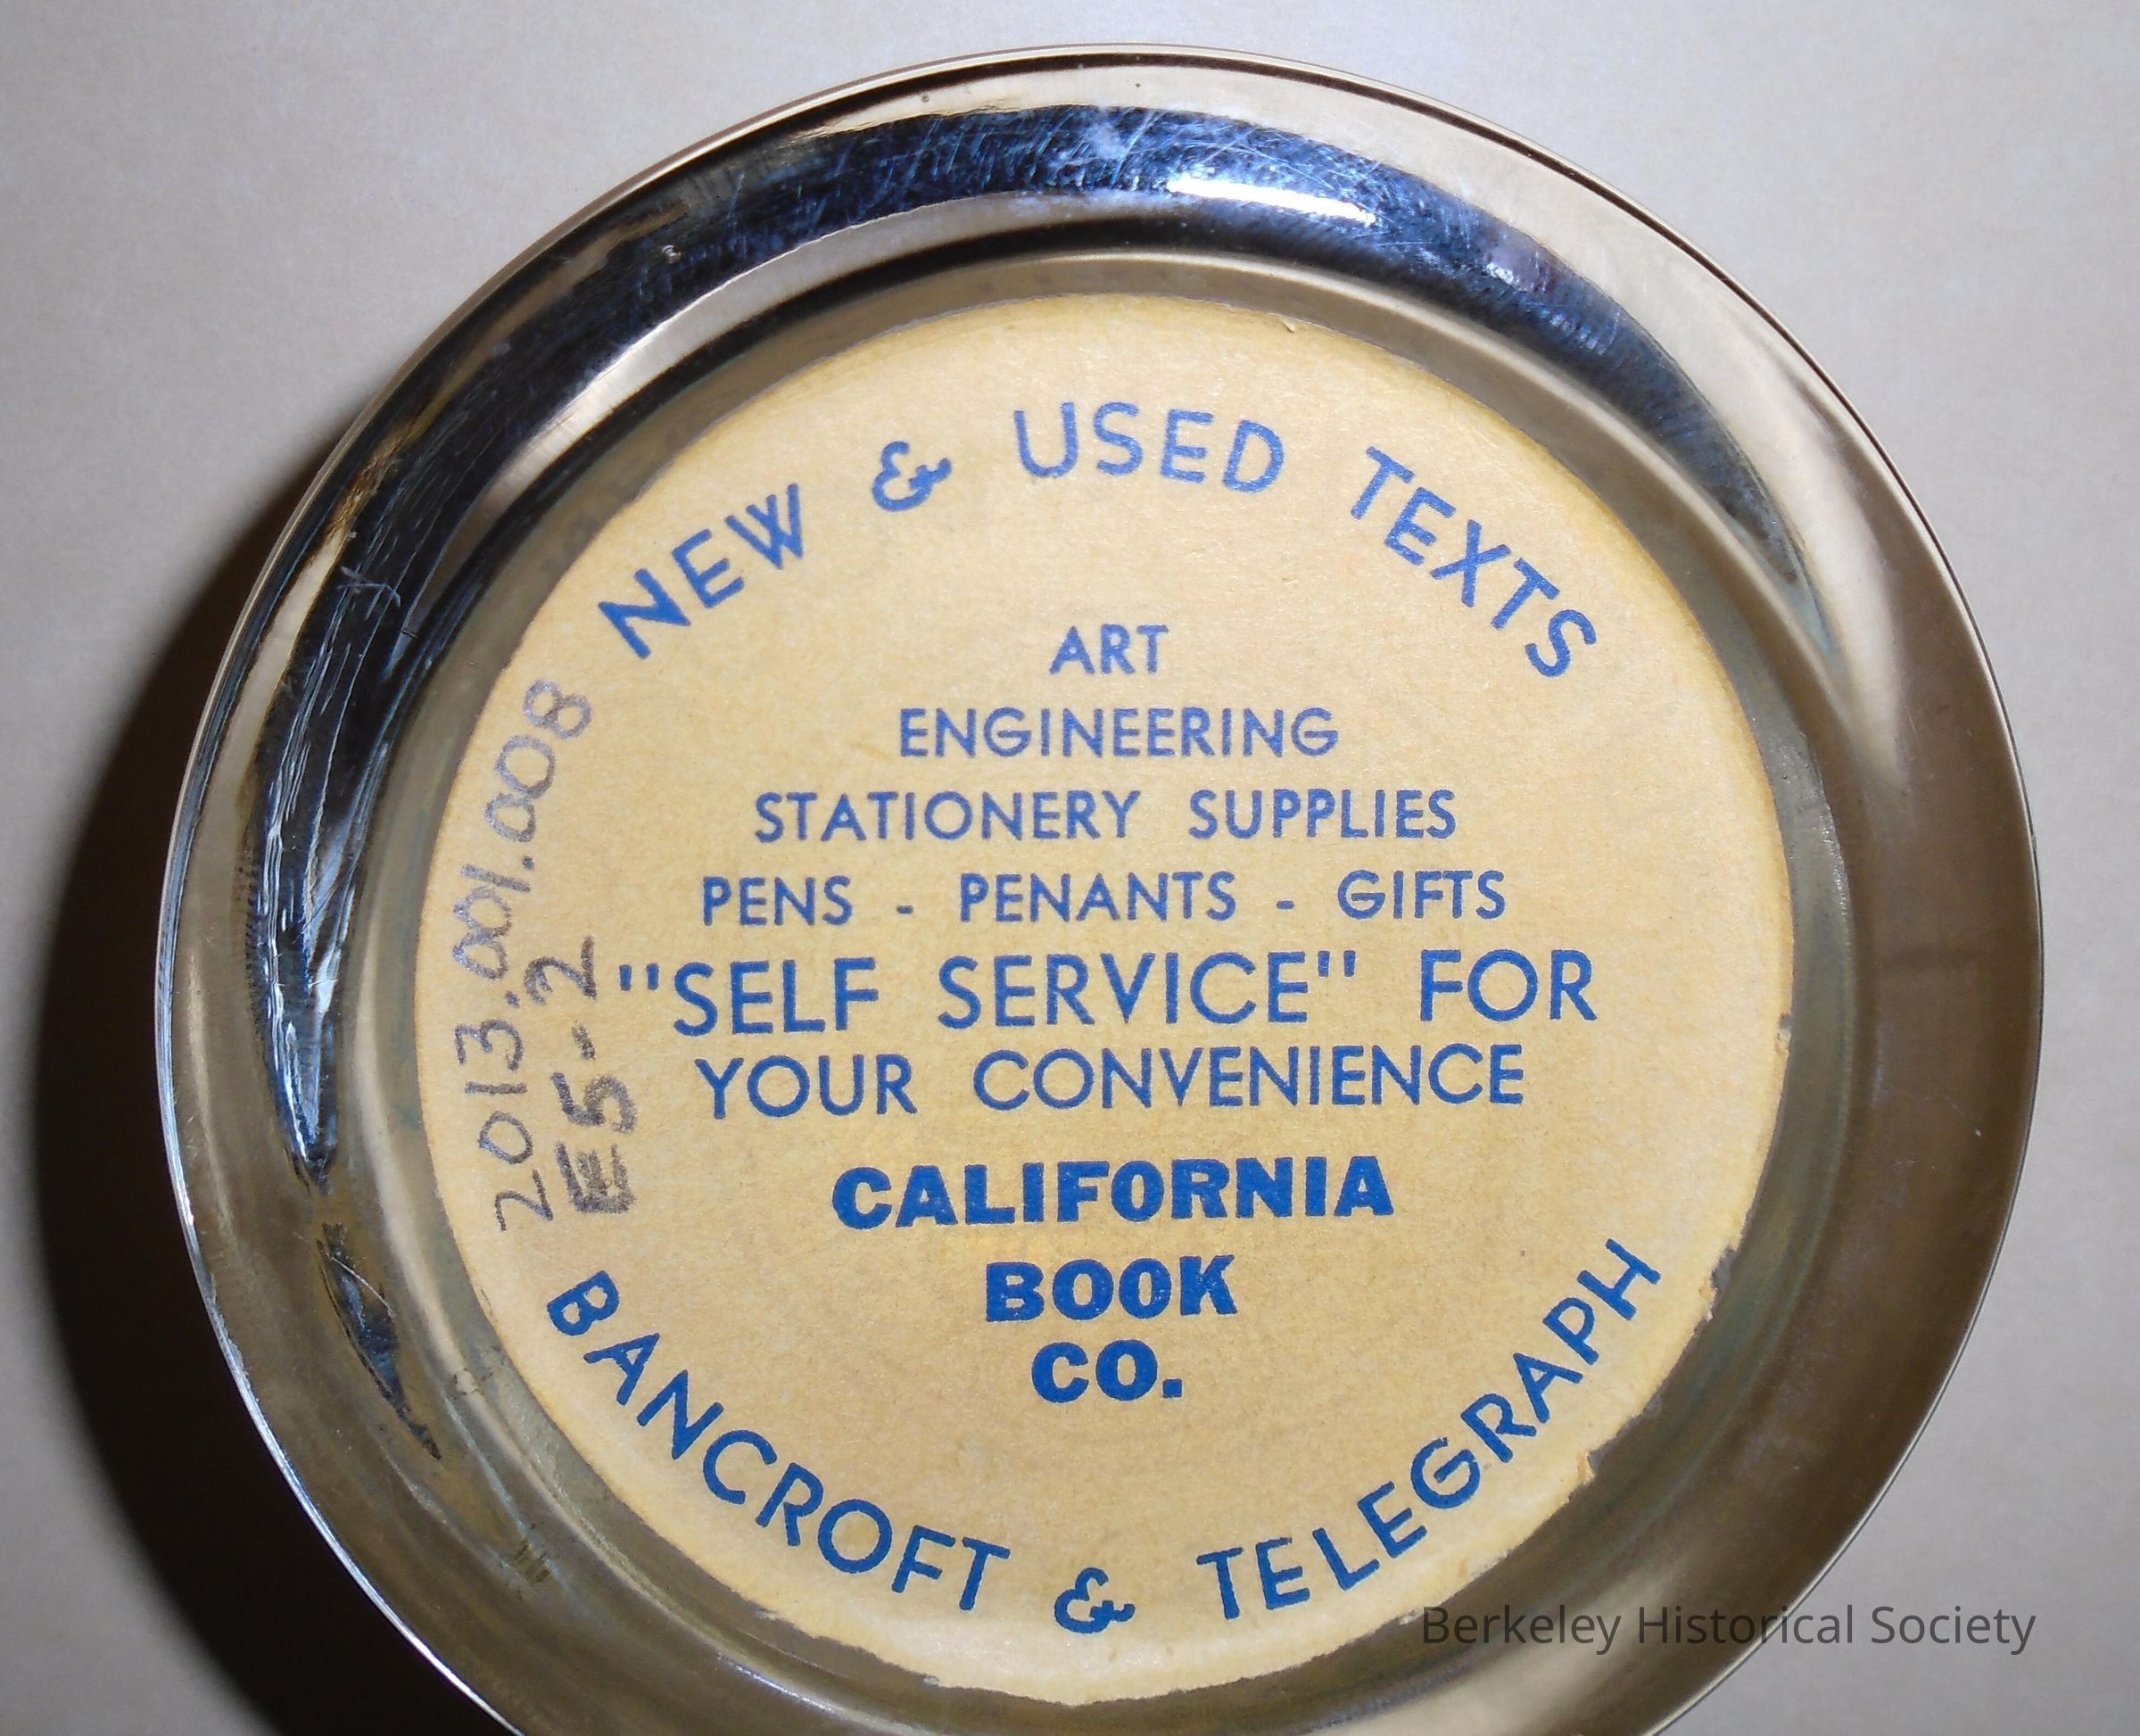 NEW & USED TEXTS
ART
ENGINEERING
STATIONERY SUPPLIES
PENS - PENANTS - GIFTS
"SELF SERVICE" FOR
YOUR CONVENIENCE
CALIFORNIA
BOOK
CO.
BANCROFT & TELEGRAPH
2013.001.0008
E5-2
Berkeley Historical Society